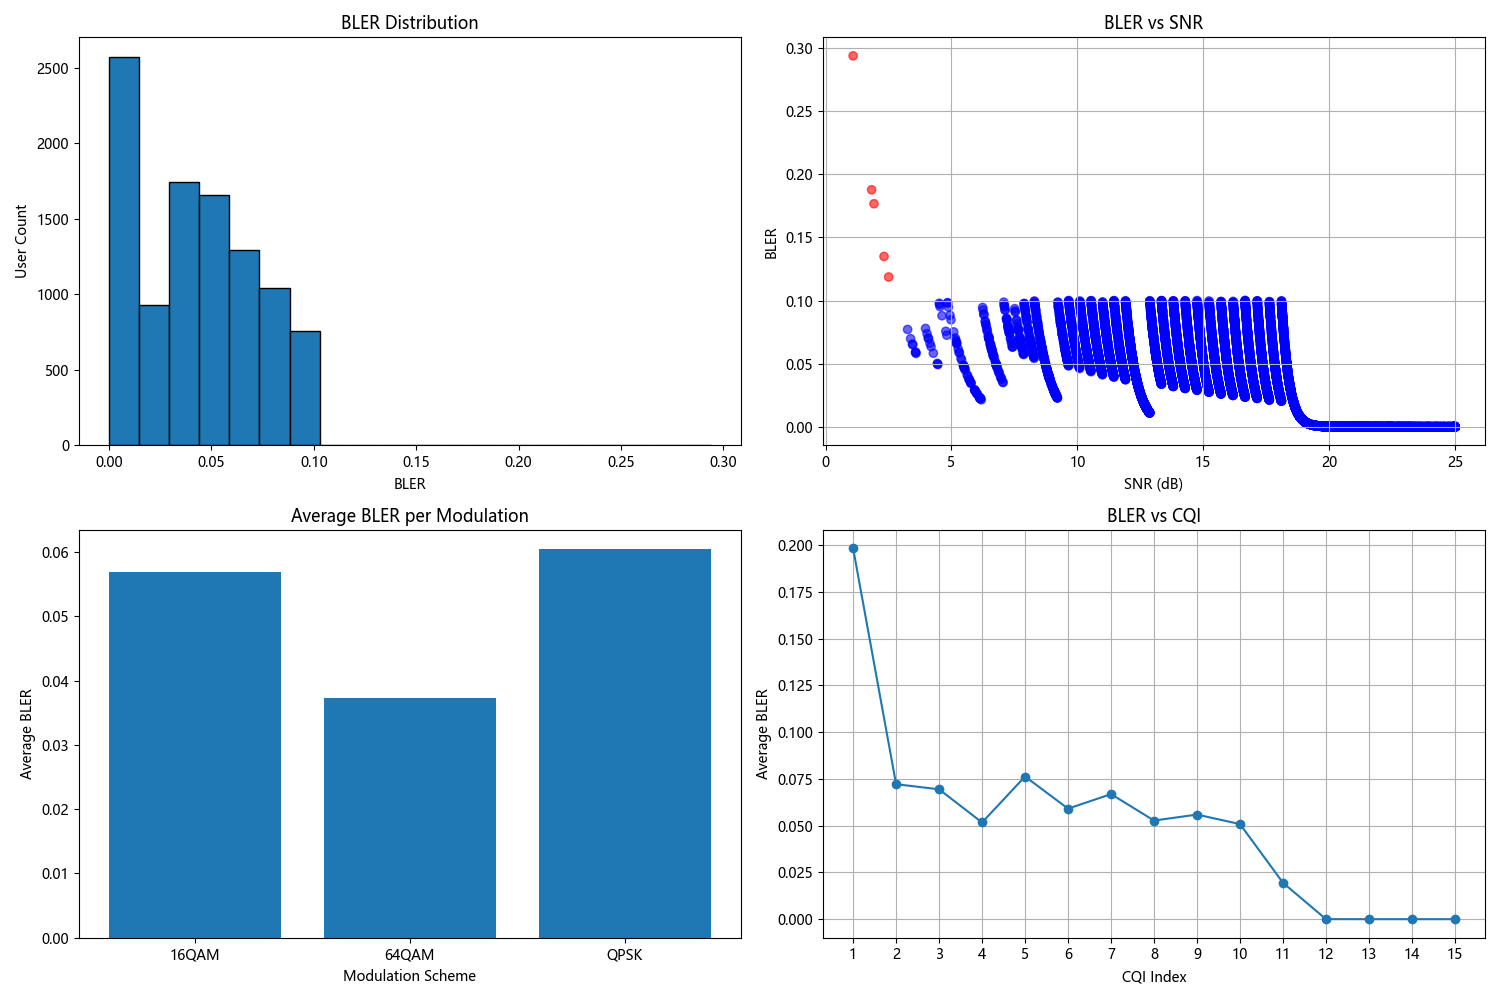 BLER Distribution
User Count
2500
2000
1500
1000
500
0
0.00 0.05 0.10 0.15 0.20 0.25 0.30
BLER
BLER vs SNR
BLER
0.30
0.25
0.20
0.15
0.10
0.05
0.00
0 5 10 15 20 25
SNR (dB)
Average BLER per Modulation
Average BLER
0.06
0.05
0.04
0.03
0.02
0.01
0.00
16QAM 64QAM QPSK
Modulation Scheme
BLER vs CQI
Average BLER
0.200
0.175
0.150
0.125
0.100
0.075
0.050
0.025
0.000
1 2 3 4 5 6 7 8 9 10 11 12 13 14 15
CQI Index